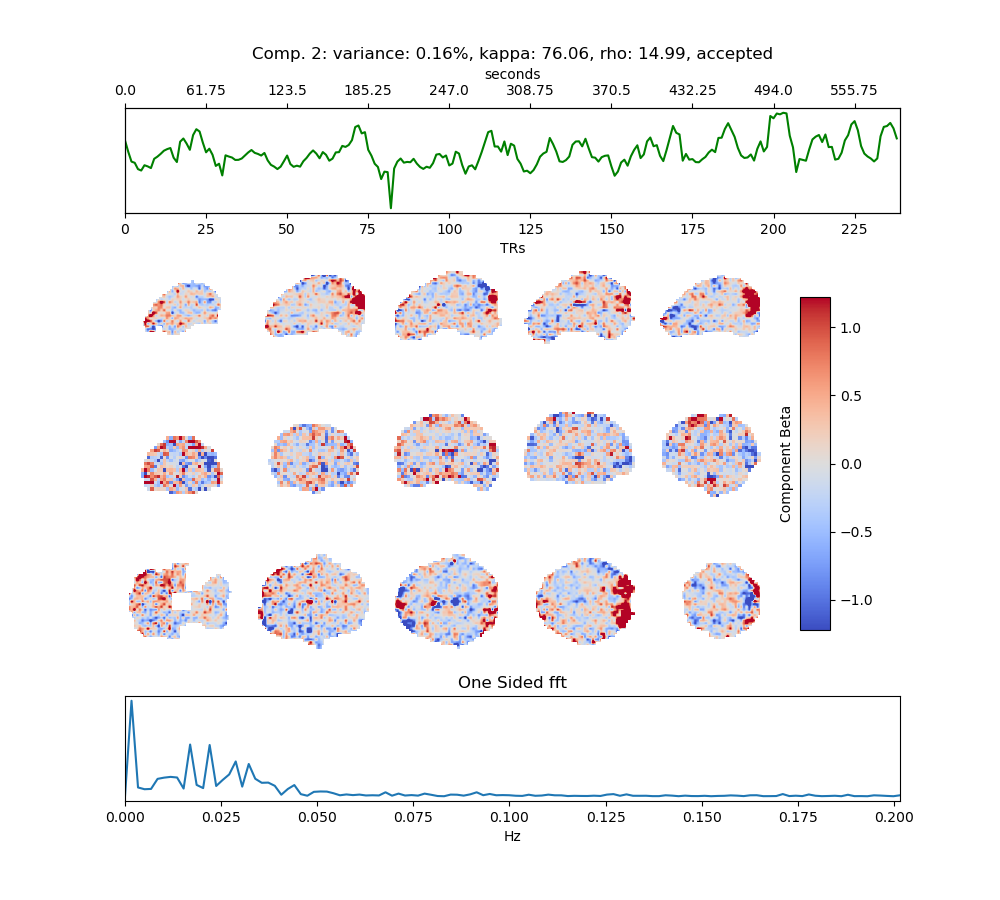 Comp. 2: variance: 0.16%, kappa: 76.06, rho: 14.99, accepted
seconds
0.0 61.75 123.5 185.25 247.0 308.75 370.5 432.25 494.0 555.75
0 25 50 75 100 125 150 175 200 225
TRs
1.0
0.5
0.0
−0.5
−1.0
Component Beta
One Sided fft
0.000 0.025 0.050 0.075 0.100 0.125 0.150 0.175 0.200
Hz